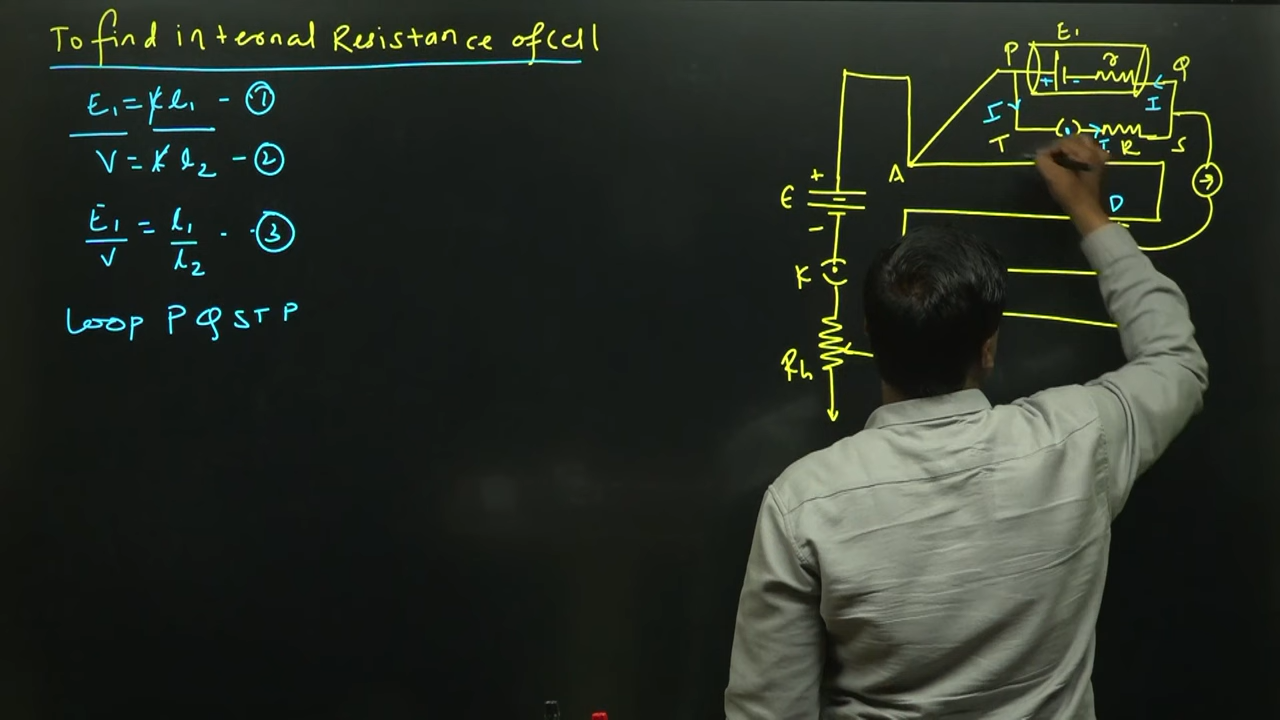 To find internal Resistance of cell
E₁ = K l₁ - ①
V = K l₂ - ②
E₁/V = l₁/l₂ - - ③
Loop P Q S T P
E₁
P
+ -
r
Q
I
I
T
I
R
S
A
+
E
-
D
K
Rh